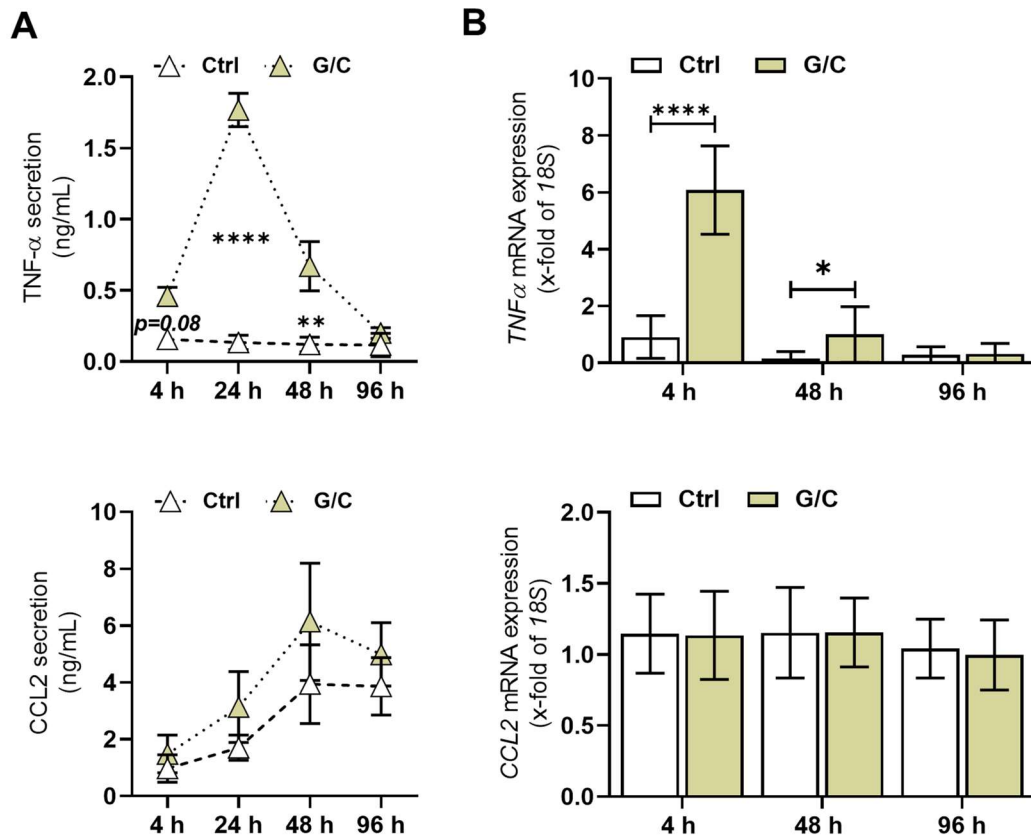 A
Ctrl G/C
TNF-α secretion
(ng/mL)
2.0
1.5
1.0
0.5
0.0
****
p=0.08
**
4 h 24 h 48 h 96 h
B
Ctrl G/C
TNFα mRNA expression
(x-fold of 18S)
10
8
6
4
2
0
****
*
4 h 48 h 96 h
Ctrl G/C
CCL2 secretion
(ng/mL)
10
8
6
4
2
0
4 h 24 h 48 h 96 h
Ctrl G/C
CCL2 mRNA expression
(x-fold of 18S)
2.0
1.5
1.0
0.5
0.0
4 h 48 h 96 h